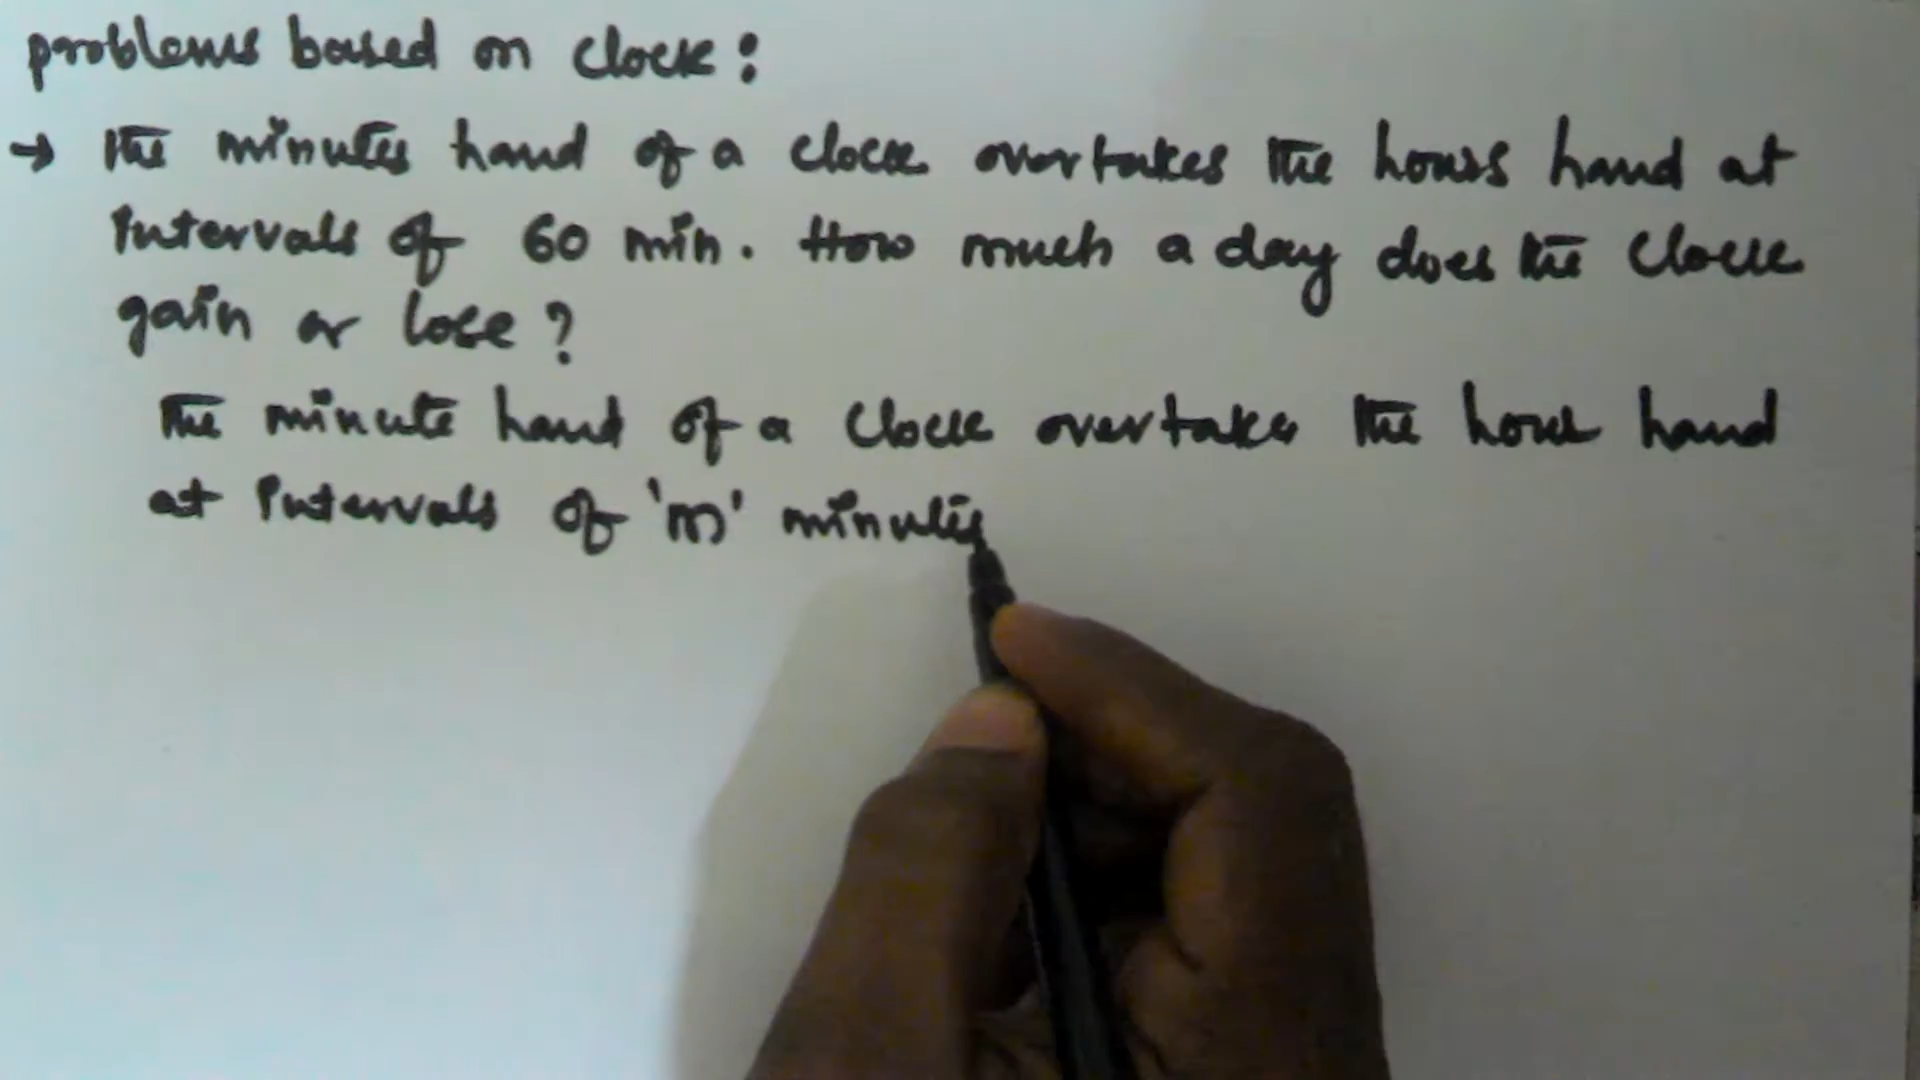 problems based on clock:
→ The minutes hand of a clock overtakes the hours hand at
intervals of 60 min. How much a day does the clock
gain or lose?
The minute hand of a clock overtakes the hour hand
at intervals of 'm' minutes